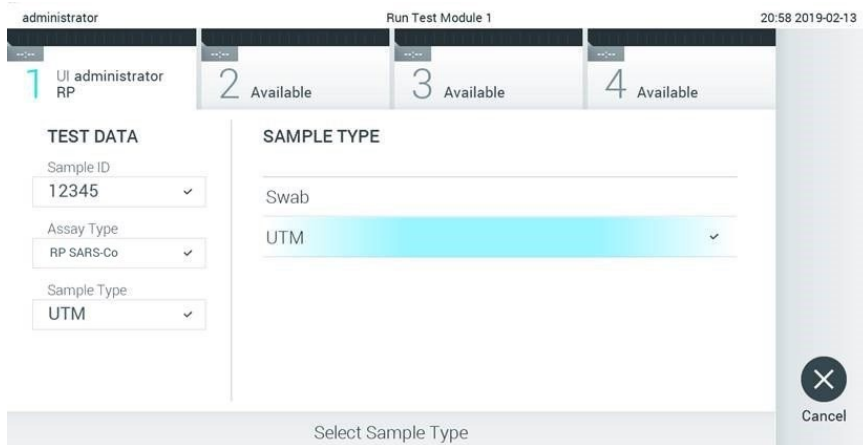 administrator Run Test Module 1 20:58 2019-02-13
--:-- --:-- --:-- --:--
1 UI administrator 2 Available 3 Available 4 Available
RP
TEST DATA
Sample ID
12345
Assay Type
RP SARS-Co
Sample Type
UTM
SAMPLE TYPE
Swab
UTM
Cancel
Select Sample Type